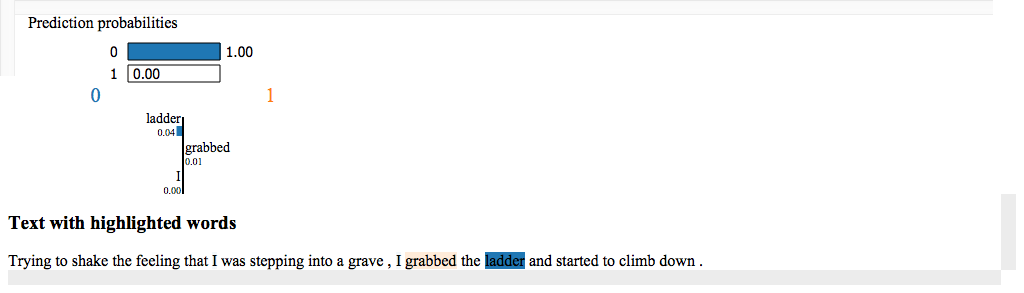 Prediction probabilities
0 1.00
1 0.00
0 1
ladder
0.04
grabbed
0.01
I
0.00
Text with highlighted words
Trying to shake the feeling that I was stepping into a grave , I grabbed the ladder and started to climb down .